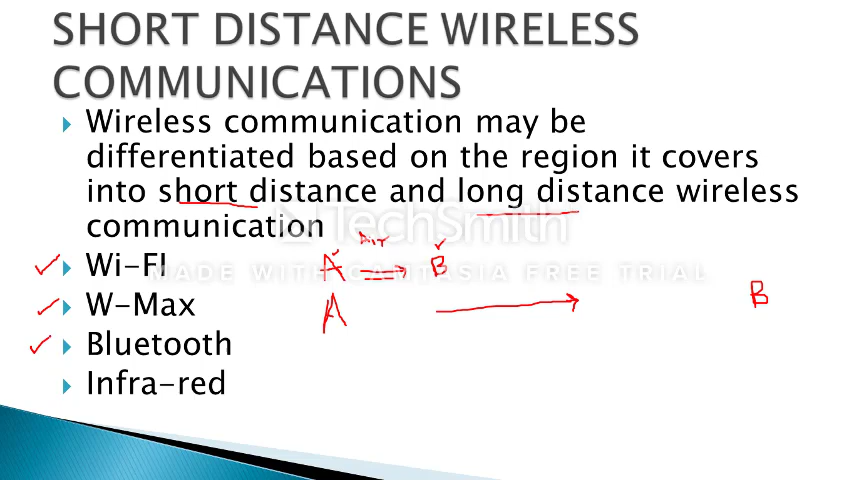 SHORT DISTANCE WIRELESS
COMMUNICATIONS
Wireless communication may be
differentiated based on the region it covers
into short distance and long distance wireless
communication
TechSmith
Air
Wi-FI
A B
MADE WITH CAMTASIA FREE TRIAL
W-Max
A B
Bluetooth
Infra-red